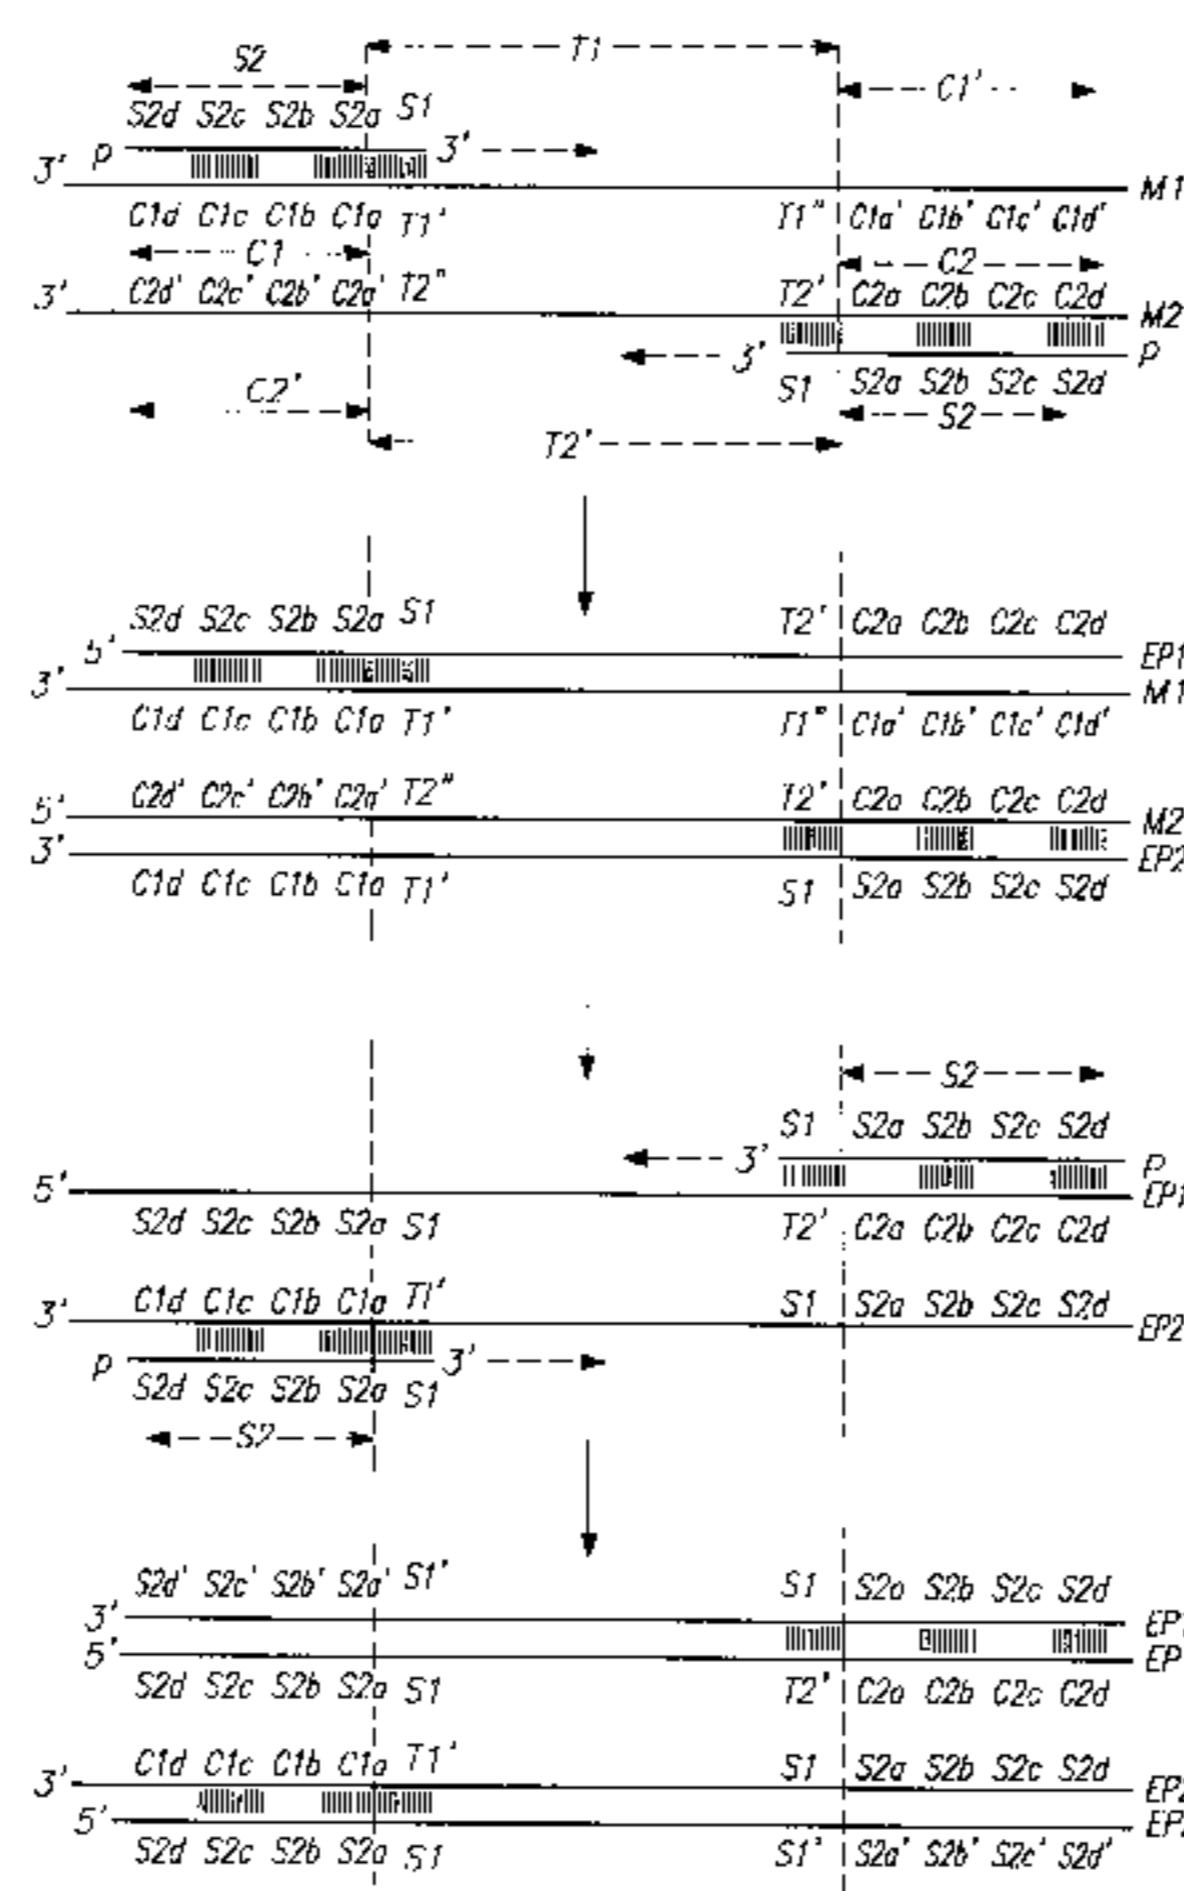 T1
S2 C1'
S2d S2c S2b S2a S1
P 3'
3' M1
C1d C1c C1b C1a T1' T1" C1a' C1b' C1c' C1d'
C1 C2
3' C2d' C2c' C2b' C2a' T2" T2' C2a C2b C2c C2d
M2
3' P
C2' S1 S2a S2b S2c S2d
S2
T2'
S2d S2c S2b S2a S1 T2' C2a C2b C2c C2d
5' EP1
3' M1
C1d C1c C1b C1a T1' T1" C1a' C1b' C1c' C1d'
C2d' C2c' C2b' C2a' T2" T2' C2a C2b C2c C2d
5' M2
3' EP2
C1d C1c C1b C1a T1' S1 S2a S2b S2c S2d
S2
S1 S2a S2b S2c S2d
3' P
5' EP1
S2d S2c S2b S2a S1 T2' C2a C2b C2c C2d
C1d C1c C1b C1a T1' S1 S2a S2b S2c S2d
3' EP2
P 3'
S2d S2c S2b S2a S1
S2
S2d' S2c' S2b' S2a' S1' S1 S2a S2b S2c S2d
3'
5' EP
S2d S2c S2b S2a S1 T2' C2a C2b C2c C2d
C1d C1c C1b C1a T1' S1 S2a S2b S2c S2d
3'
5'
S2d S2c S2b S2a S1 S1' S2a' S2b' S2c' S2d'